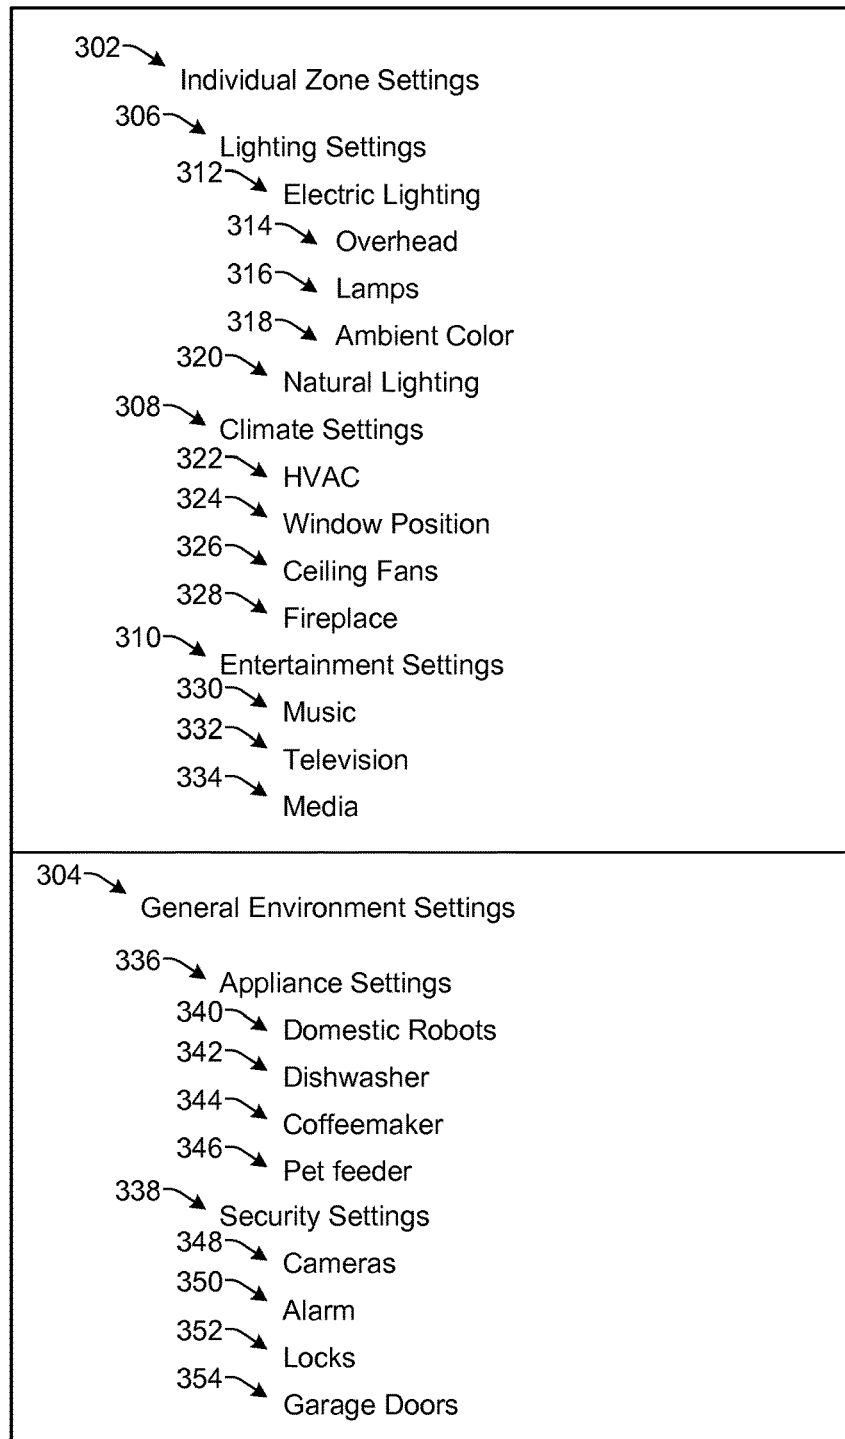 302
Individual Zone Settings
306
Lighting Settings
312
Electric Lighting
314
Overhead
316
Lamps
318
Ambient Color
320
Natural Lighting
308
Climate Settings
322
HVAC
324
Window Position
326
Ceiling Fans
328
Fireplace
310
Entertainment Settings
330
Music
332
Television
334
Media
304
General Environment Settings
336
Appliance Settings
340
Domestic Robots
342
Dishwasher
344
Coffeemaker
346
Pet feeder
338
Security Settings
348
Cameras
350
Alarm
352
Locks
354
Garage Doors